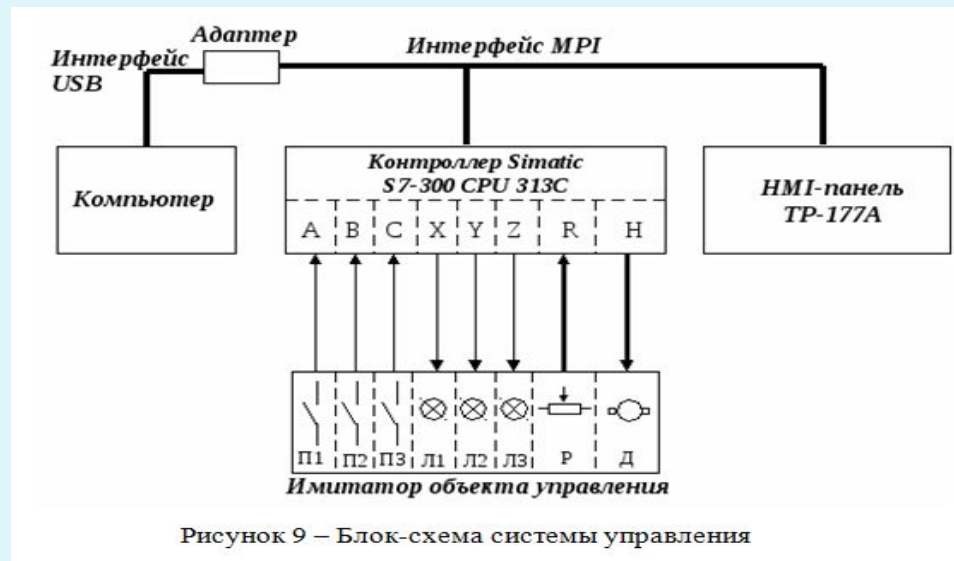 Адаптер
Интерфейс MPI
Интерфейс
USB
Компьютер
Контроллер Simatic
S7-300 CPU 313C
HMI-панель
TP-177A
A B C X Y Z R H
П1 П2 П3 Л1 Л2 Л3 Р Д
Имитатор объекта управления
Рисунок 9 – Блок-схема системы управления